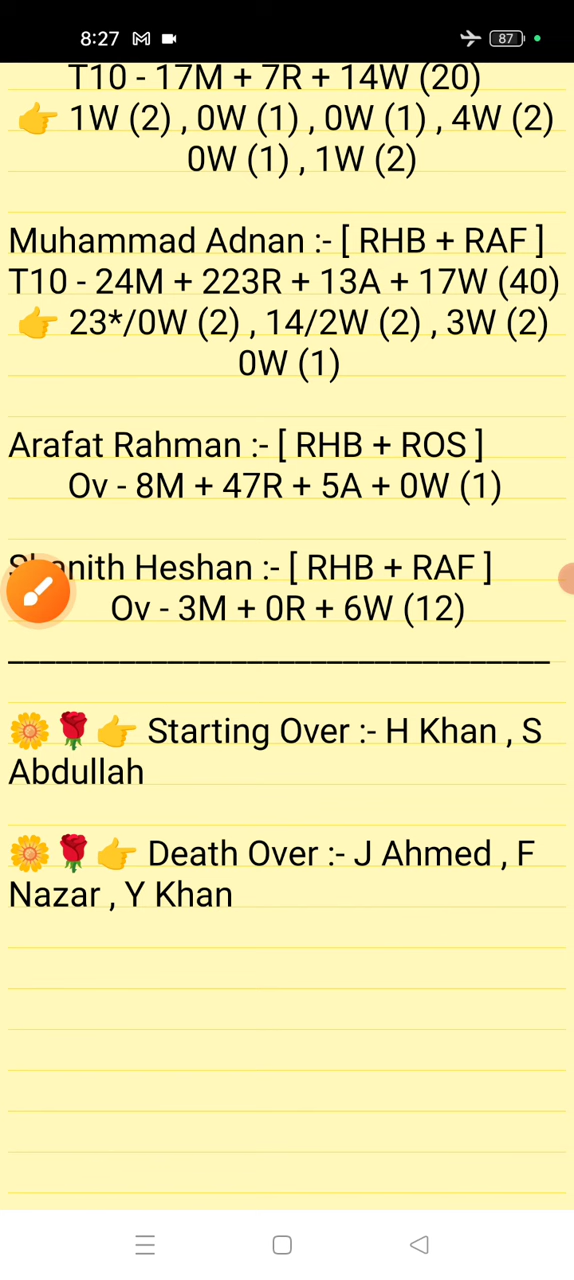 8:27 87
T10 - 17M + 7R + 14W (20)
👉 1W (2) , 0W (1) , 0W (1) , 4W (2)
0W (1) , 1W (2)
Muhammad Adnan :- [ RHB + RAF ]
T10 - 24M + 223R + 13A + 17W (40)
👉 23*/0W (2) , 14/2W (2) , 3W (2)
0W (1)
Arafat Rahman :- [ RHB + ROS ]
Ov - 8M + 47R + 5A + 0W (1)
Heshan :- [ RHB + RAF ]
Ov - 3M + 0R + 6W (12)
🌼🌹👉 Starting Over :- H Khan , S
Abdullah
🌼🌹👉 Death Over :- J Ahmed , F
Nazar , Y Khan